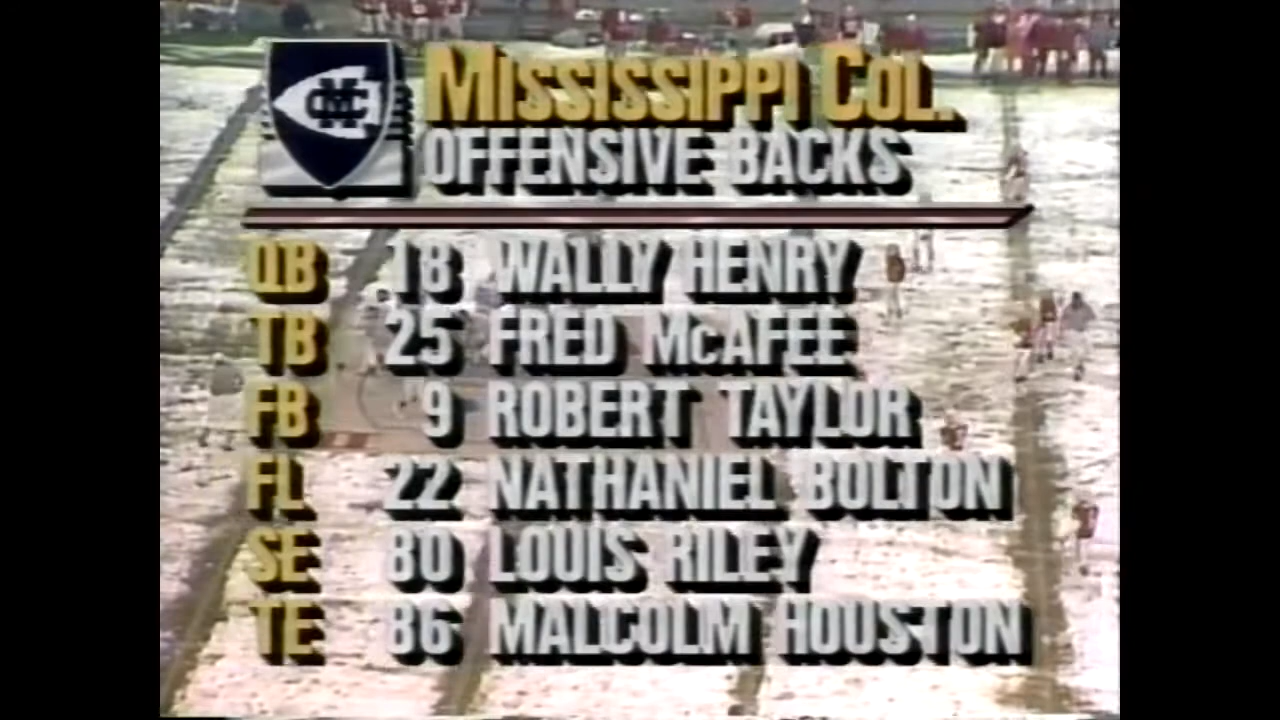 MC
MISSISSIPPI COL.
OFFENSIVE BACKS
QB 18 WALLY HENRY
TB 25 FRED McAFEE
FB 9 ROBERT TAYLOR
FL 22 NATHANIEL BOLTON
SE 80 LOUIS RILEY
TE 86 MALCOLM HOUSTON